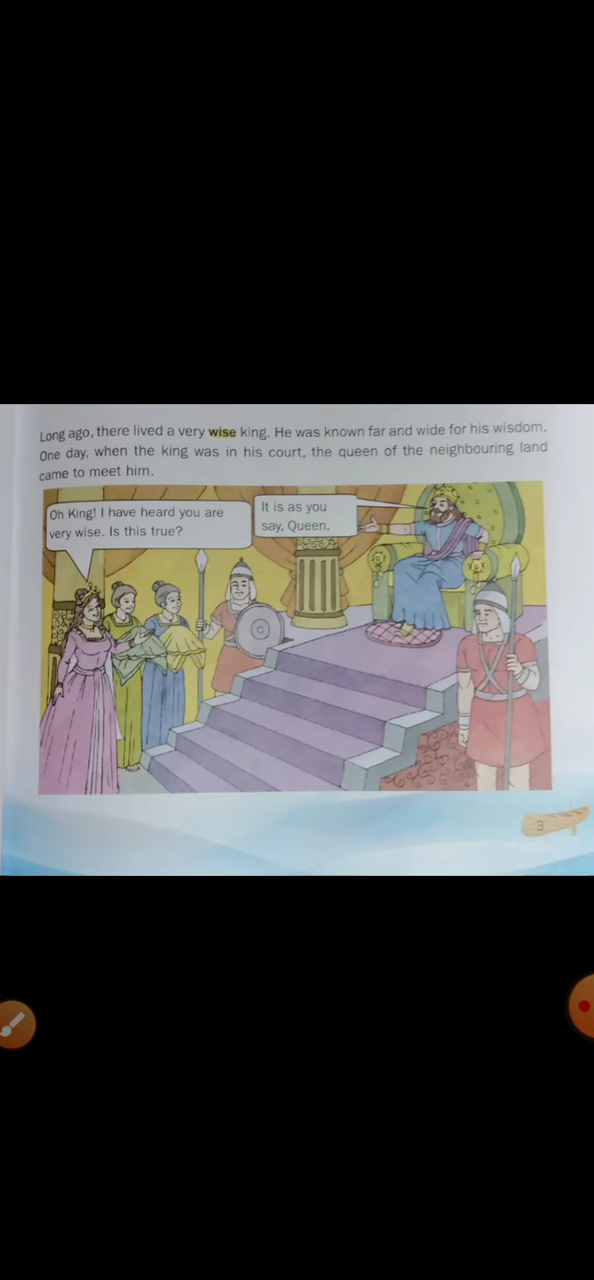 Long ago, there lived a very wise king. He was known far and wide for his wisdom.
One day, when the king was in his court, the queen of the neighbouring land
came to meet him.
Oh King! I have heard you are
very wise. Is this true?
It is as you
say, Queen.
3